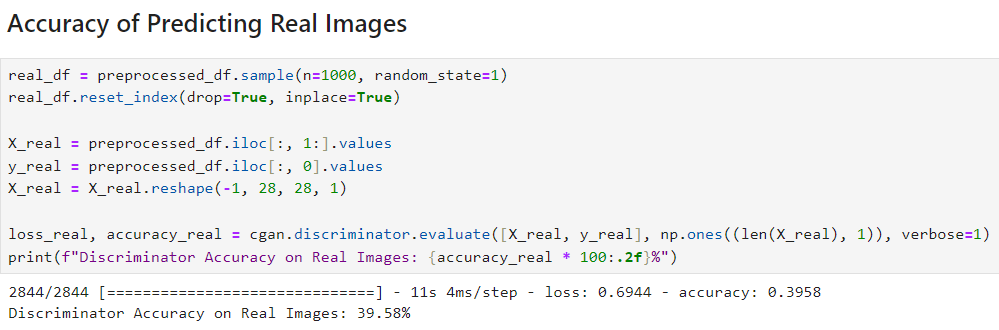 Accuracy of Predicting Real Images
real_df = preprocessed_df.sample(n=1000, random_state=1)
real_df.reset_index(drop=True, inplace=True)
X_real = preprocessed_df.iloc[:, 1:].values
y_real = preprocessed_df.iloc[:, 0].values
X_real = X_real.reshape(-1, 28, 28, 1)
loss_real, accuracy_real = cgan.discriminator.evaluate([X_real, y_real], np.ones((len(X_real), 1)), verbose=1)
print(f"Discriminator Accuracy on Real Images: {accuracy_real * 100:.2f}%")
2844/2844 [==============================] - 11s 4ms/step - loss: 0.6944 - accuracy: 0.3958
Discriminator Accuracy on Real Images: 39.58%